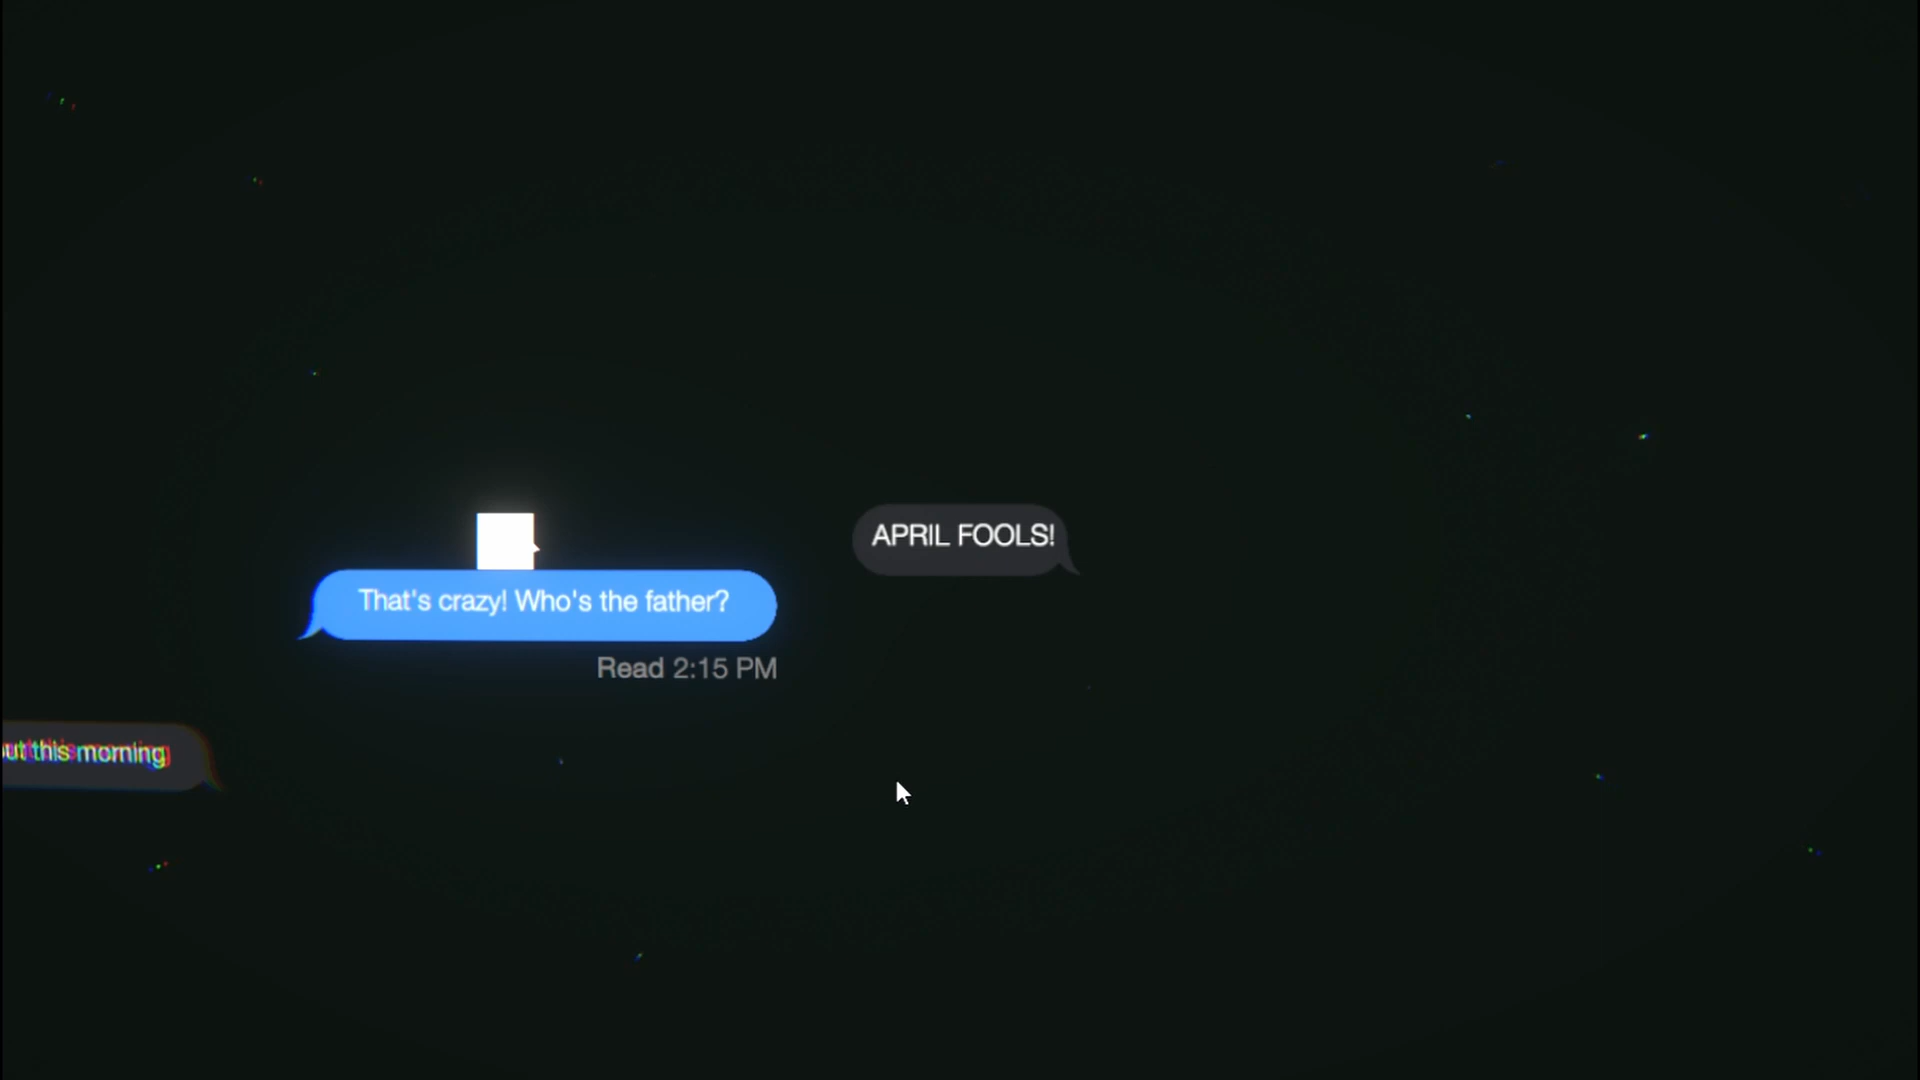 APRIL FOOLS!
That's crazy! Who's the father?
Read 2:15 PM
this morning